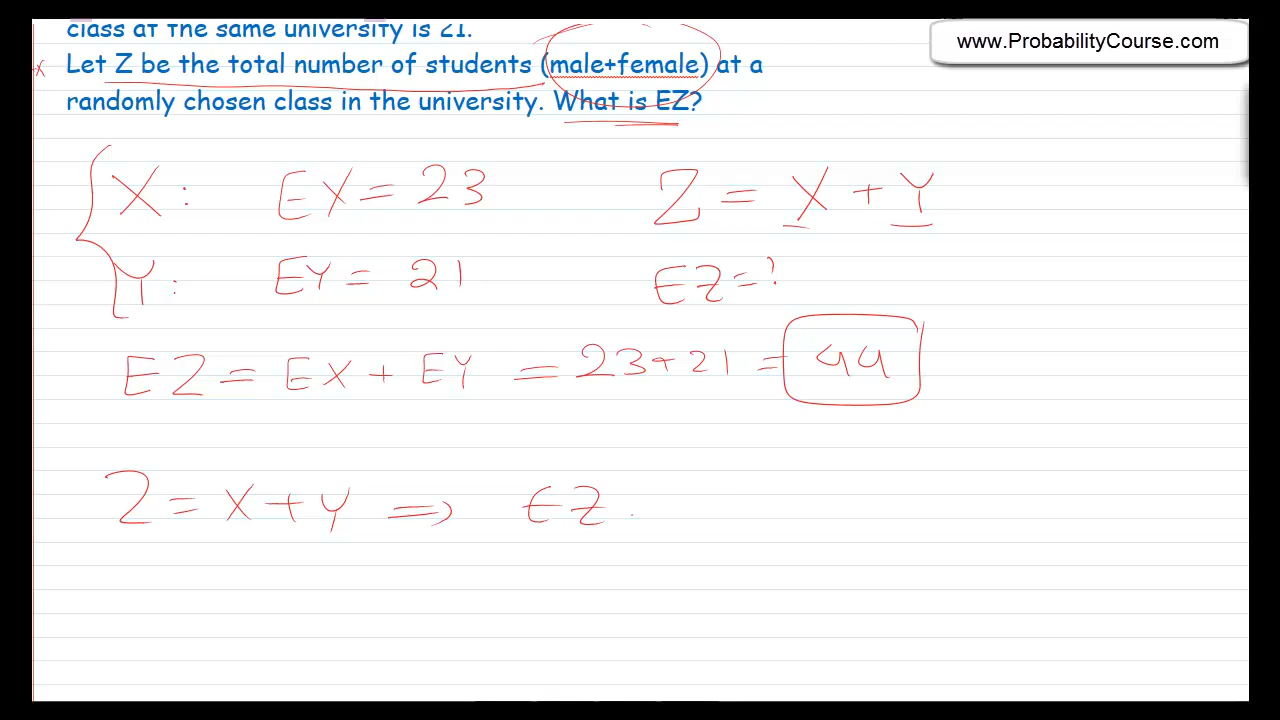 class at the same university is 21.
www.ProbabilityCourse.com
Let Z be the total number of students (male+female) at a
randomly chosen class in the university. What is EZ?
X: EX = 23 Z = X + Y
Y: EY = 21 EZ = ?
EZ = EX + EY = 23+21 = 44
Z = X + Y ⇒ EZ